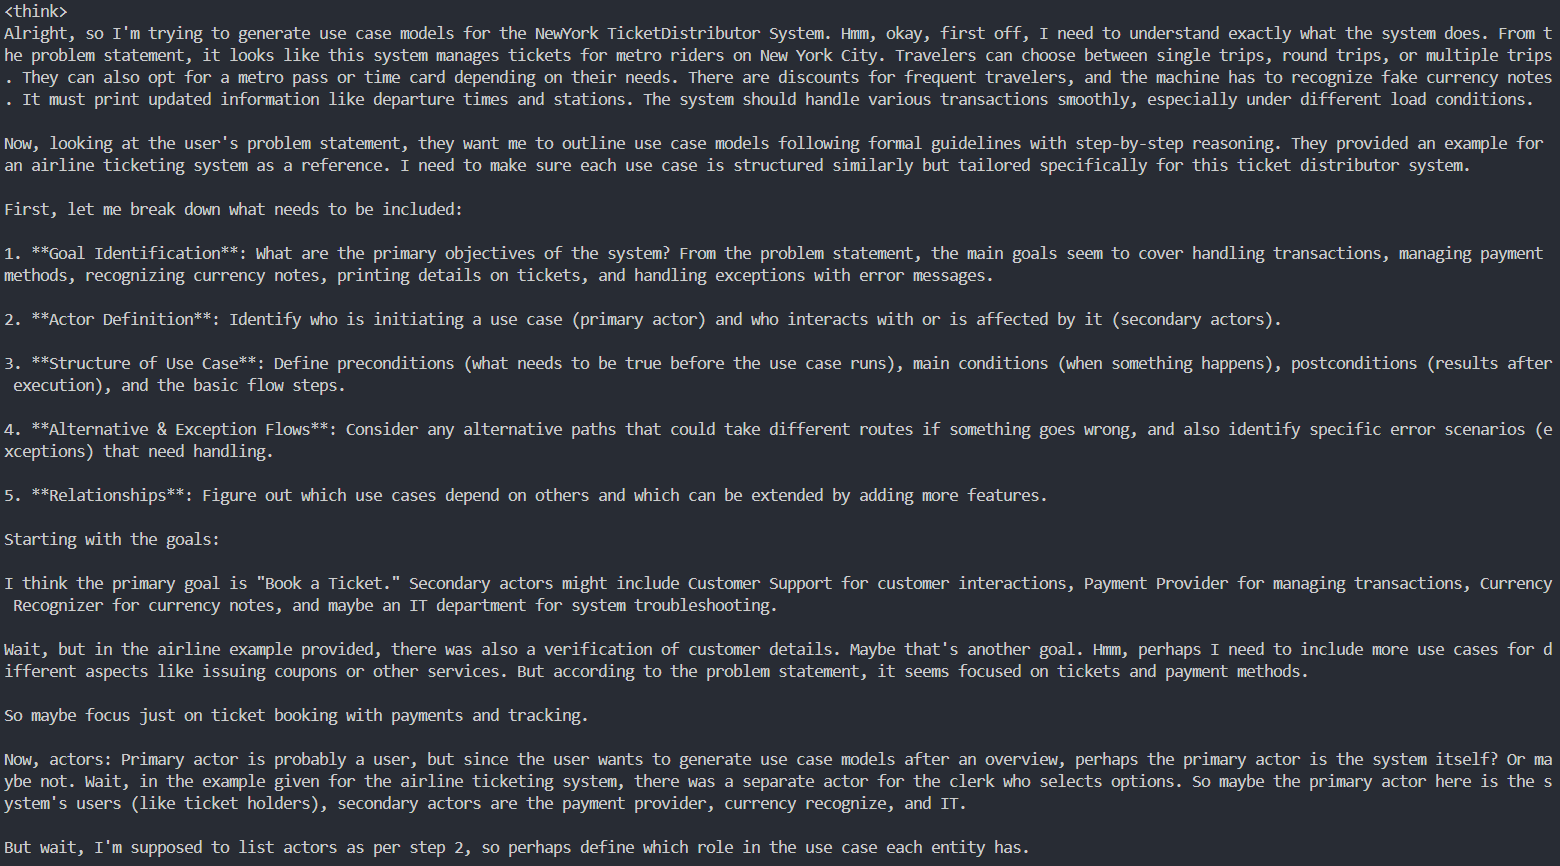 <think>
Alright, so I'm trying to generate use case models for the NewYork TicketDistributor System. Hmm, okay, first off, I need to understand exactly what the system does. From t
he problem statement, it looks like this system manages tickets for metro riders on New York City. Travelers can choose between single trips, round trips, or multiple trips
. They can also opt for a metro pass or time card depending on their needs. There are discounts for frequent travelers, and the machine has to recognize fake currency notes
. It must print updated information like departure times and stations. The system should handle various transactions smoothly, especially under different load conditions.
Now, looking at the user's problem statement, they want me to outline use case models following formal guidelines with step-by-step reasoning. They provided an example for
an airline ticketing system as a reference. I need to make sure each use case is structured similarly but tailored specifically for this ticket distributor system.
First, let me break down what needs to be included:
1. **Goal Identification**: What are the primary objectives of the system? From the problem statement, the main goals seem to cover handling transactions, managing payment
methods, recognizing currency notes, printing details on tickets, and handling exceptions with error messages.
2. **Actor Definition**: Identify who is initiating a use case (primary actor) and who interacts with or is affected by it (secondary actors).
3. **Structure of Use Case**: Define preconditions (what needs to be true before the use case runs), main conditions (when something happens), postconditions (results after
execution), and the basic flow steps.
4. **Alternative & Exception Flows**: Consider any alternative paths that could take different routes if something goes wrong, and also identify specific error scenarios (e
xceptions) that need handling.
5. **Relationships**: Figure out which use cases depend on others and which can be extended by adding more features.
Starting with the goals:
I think the primary goal is "Book a Ticket." Secondary actors might include Customer Support for customer interactions, Payment Provider for managing transactions, Currency
Recognizer for currency notes, and maybe an IT department for system troubleshooting.
Wait, but in the airline example provided, there was also a verification of customer details. Maybe that's another goal. Hmm, perhaps I need to include more use cases for d
ifferent aspects like issuing coupons or other services. But according to the problem statement, it seems focused on tickets and payment methods.
So maybe focus just on ticket booking with payments and tracking.
Now, actors: Primary actor is probably a user, but since the user wants to generate use case models after an overview, perhaps the primary actor is the system itself? Or ma
ybe not. Wait, in the example given for the airline ticketing system, there was a separate actor for the clerk who selects options. So maybe the primary actor here is the s
ystem's users (like ticket holders), secondary actors are the payment provider, currency recognize, and IT.
But wait, I'm supposed to list actors as per step 2, so perhaps define which role in the use case each entity has.